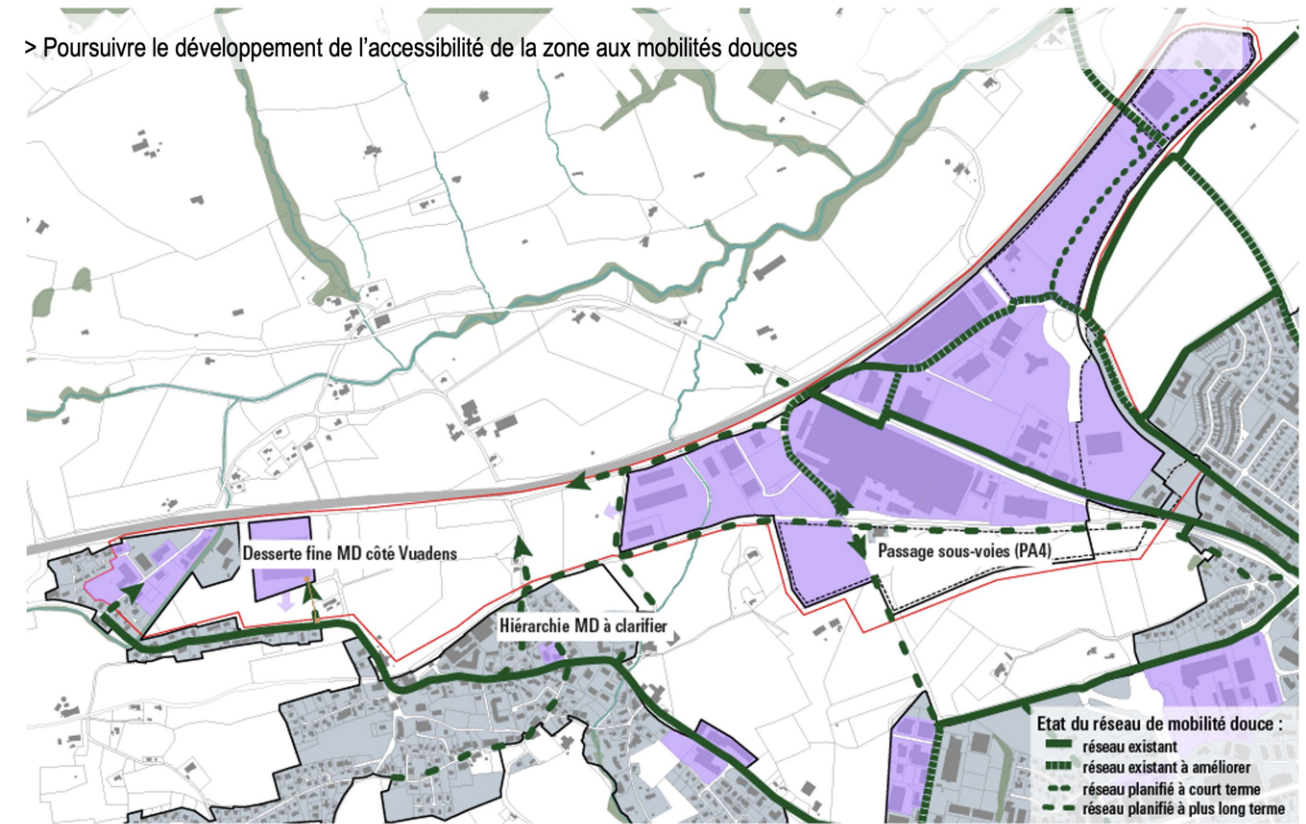 > Poursuivre le développement de l'accessibilité de la zone aux mobilités douces
Desserte fine MD côté Vuadens
Passage sous-voies (PA4)
Hiérarchie MD à clarifier
Etat du réseau de mobilité douce :
réseau existant
réseau existant à améliorer
réseau planifié à court terme
réseau planifié à plus long terme